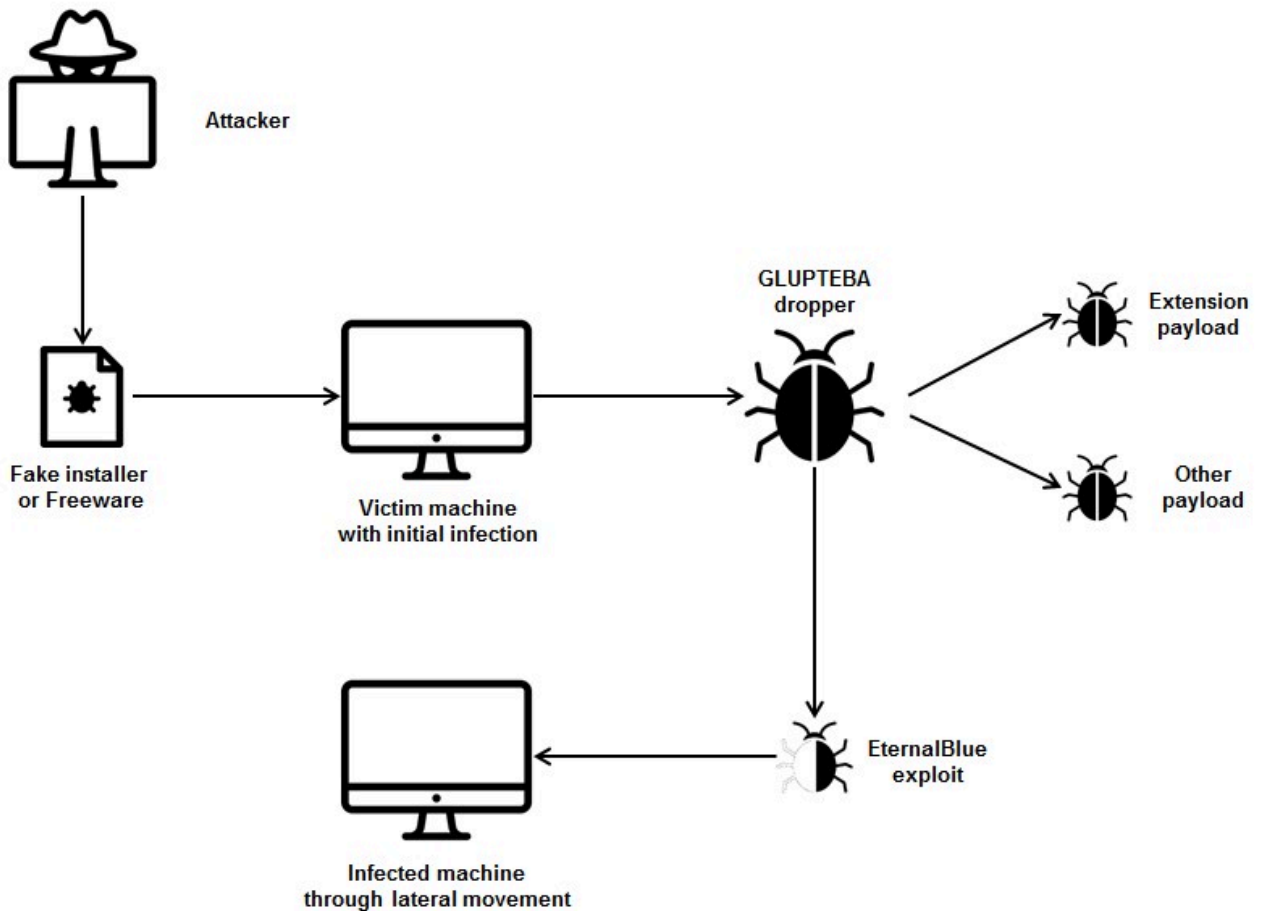 Attacker
GLUPTEBA
dropper
Extension
payload
Fake installer
or Freeware
Victim machine
with initial infection
Other
payload
EternalBlue
exploit
Infected machine
through lateral movement